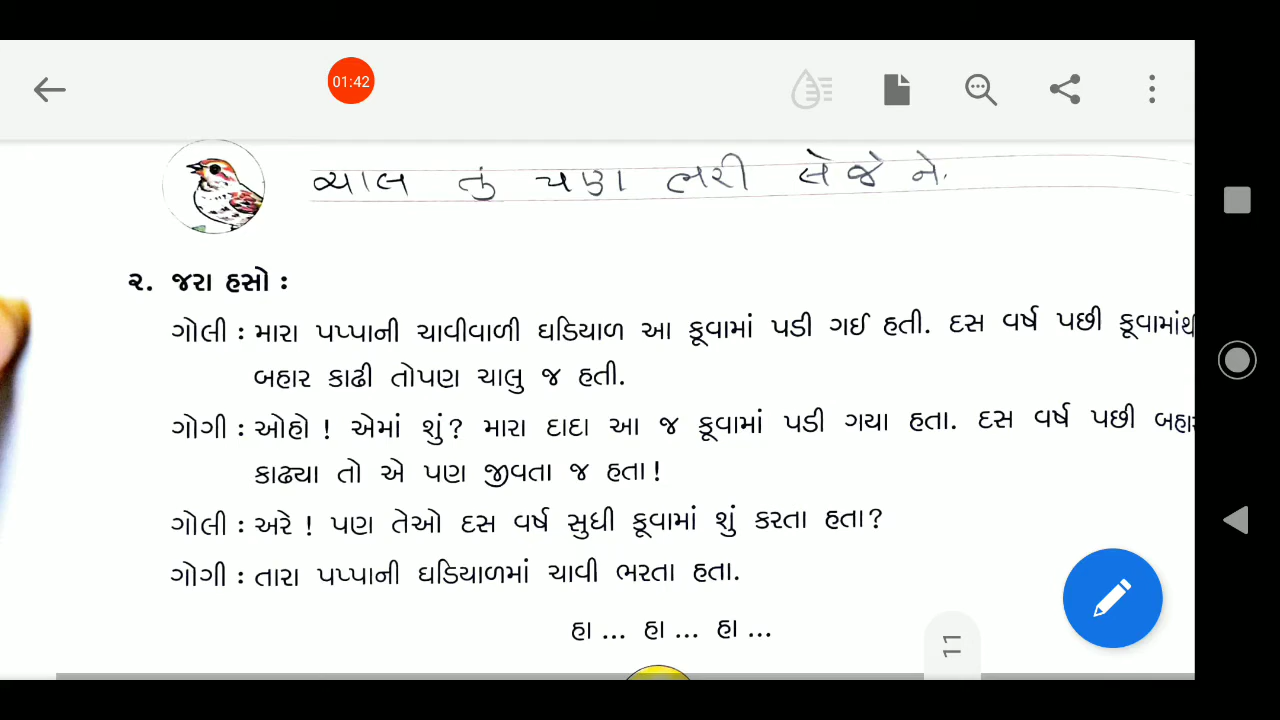 01:42
ચાલ તું ચણ ભરી લેજે ને.
૨. જરા હસો :
ગોલી : મારા પપ્પાની ચાવીવાળી ઘડિયાળ આ કૂવામાં પડી ગઈ હતી. દસ વર્ષ પછી કૂવામાંથી
બહાર કાઢી તોપણ ચાલુ જ હતી.
ગોગી : ઓહો ! એમાં શું? મારા દાદા આ જ કૂવામાં પડી ગયા હતા. દસ વર્ષ પછી બહાર
કાઢ્યા તો એ પણ જીવતા જ હતા!
ગોલી : અરે ! પણ તેઓ દસ વર્ષ સુધી કૂવામાં શું કરતા હતા?
ગોગી : તારા પપ્પાની ઘડિયાળમાં ચાવી ભરતા હતા.
હા ... હા ... હા ...
11